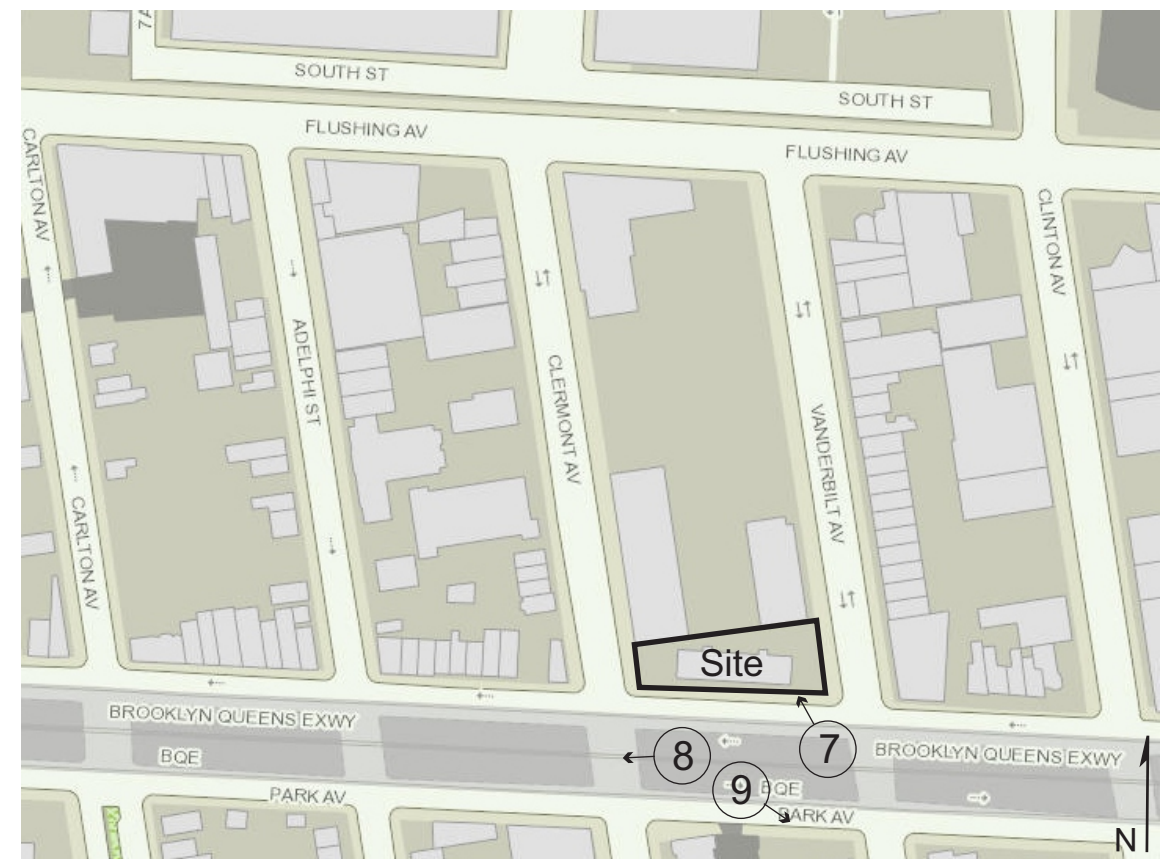 SOUTH ST
SOUTH ST
FLUSHING AV
FLUSHING AV
CARLTON AV
CLINTON AV
ADELPHI ST
CLERMONT AV
VANDERBILT AV
CARLTON AV
Site
BROOKLYN QUEENS EXWY
7
BROOKLYN QUEENS EXWY
8
BQE
9
BQE
PARK AV
PARK AV
N